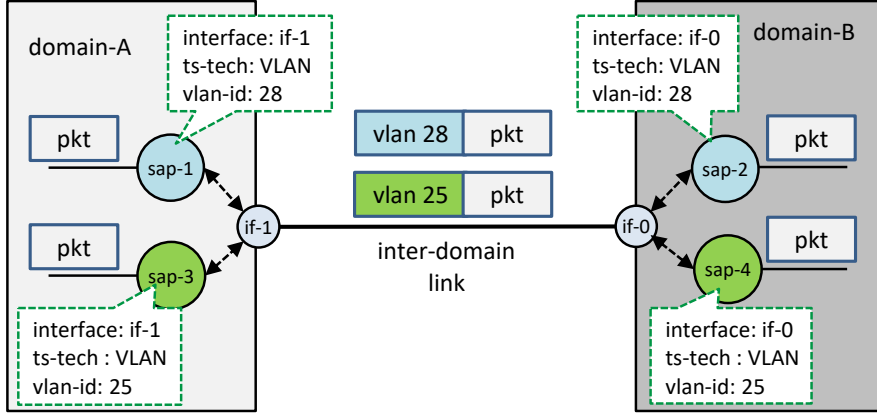 domain-A
interface: if-1
ts-tech: VLAN
vlan-id: 28
interface: if-0
ts-tech: VLAN
vlan-id: 28
domain-B
pkt
sap-1
vlan 28
pkt
sap-2
pkt
vlan 25
pkt
if-1
if-0
pkt
sap-3
inter-domain
link
sap-4
pkt
interface: if-1
ts-tech : VLAN
vlan-id: 25
interface: if-0
ts-tech : VLAN
vlan-id: 25